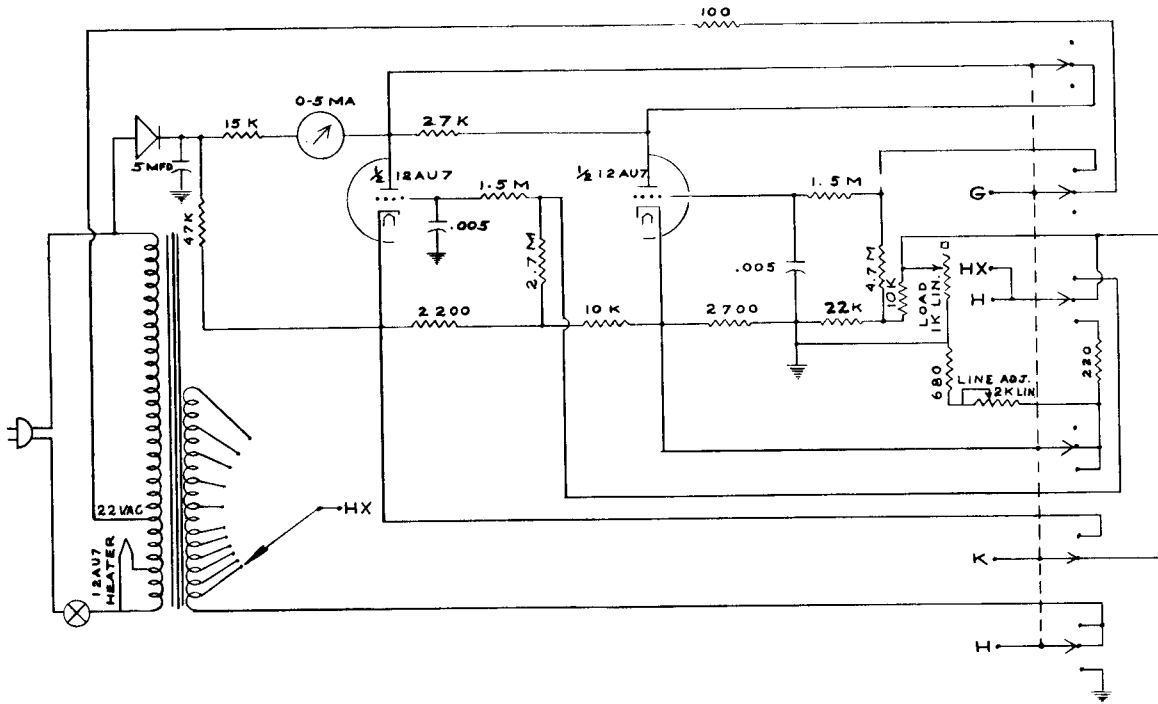 100
0-5 MA
15 K
27 K
.5 MFD
½ 12AU7
½ 12AU7
1.5 M
1.5 M
G
47K
.005
2.7 M
.005
4.7 M
10K
LOAD
1K LIN.
HX
H
2200
10 K
2700
22K
220
680
LINE ADJ.
2K LIN
HX
22 VAC
12AU7
HEATER
K
H